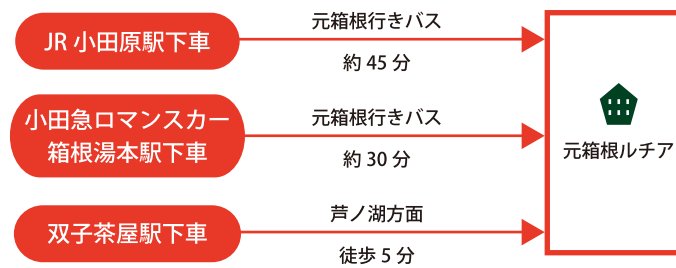 JR 小田原駅下車
元箱根行きバス
約 45 分
小田急ロマンスカー
箱根湯本駅下車
元箱根行きバス
約 30 分
双子茶屋駅下車
芦ノ湖方面
徒歩 5 分
元箱根ルチア